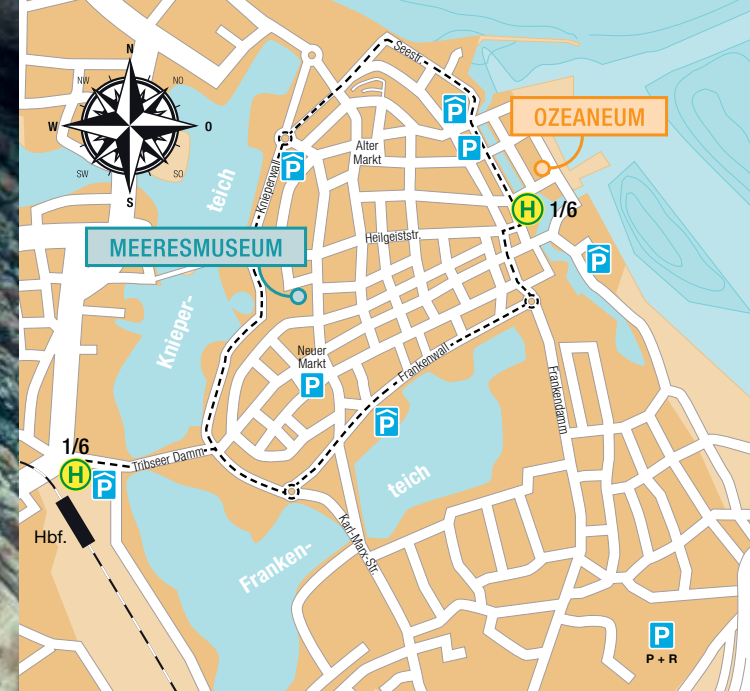 N
NW
NO
W
O
SW
SO
S
Seestr.
P
P
OZEANEUM
Alter
Markt
P
Knieperwall
teich
H 1/6
MEERESMUSEUM
Heilgeiststr.
P
Knieper-
Neuer
Markt
P
Frankenwall
Frankendamm
P
1/6
H
P
Tribseer Damm
teich
Hbf.
Karl-Marx-Str.
Franken-
P
P + R